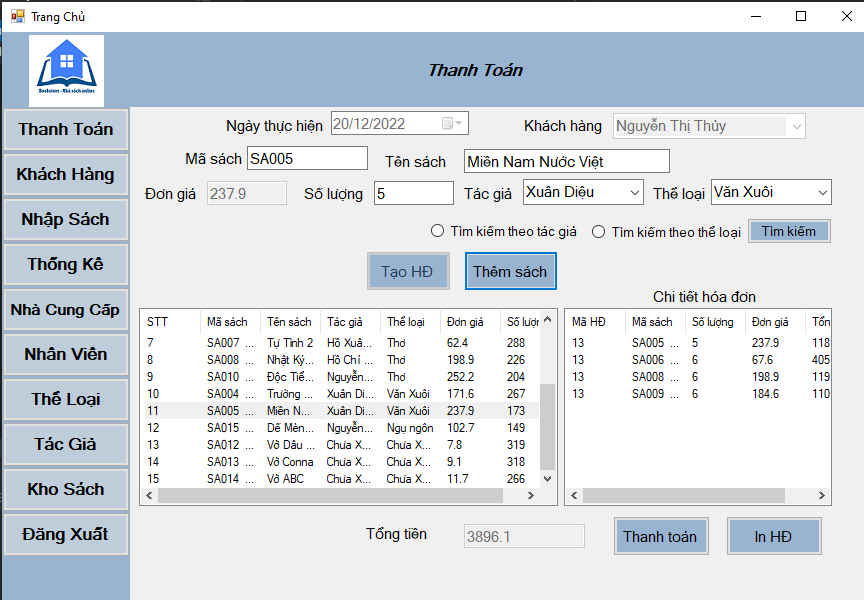 Trang Chủ
Bookstore - Nhà sách online
Thanh Toán
Thanh Toán
Khách Hàng
Nhập Sách
Thống Kê
Nhà Cung Cấp
Nhân Viên
Thể Loại
Tác Giả
Kho Sách
Đăng Xuất
Ngày thực hiện 20/12/2022 Khách hàng Nguyễn Thị Thủy
Mã sách SA005 Tên sách Miền Nam Nước Việt
Đơn giá 237.9 Số lượng 5 Tác giả Xuân Diệu Thể loại Văn Xuôi
Tìm kiếm theo tác giả Tìm kiếm theo thể loại Tìm kiếm
Tạo HĐ Thêm sách
STT Mã sách Tên sách Tác giả Thể loại Đơn giá Số lượn
7 SA007 ... Tự Tình 2 Hồ Xuâ... Thơ 62.4 288
8 SA008 ... Nhật Ký... Hồ Chí ... Thơ 198.9 226
9 SA010 ... Độc Tiể... Nguyễn... Thơ 252.2 204
10 SA004 ... Trường ... Xuân Di... Văn Xuôi 171.6 267
11 SA005 ... Miền N... Xuân Di... Văn Xuôi 237.9 173
12 SA015 ... Dế Mèn... Nguyễn... Ngụ ngôn 102.7 149
13 SA012 ... Vở Dâu ... Chưa X... Chưa X... 7.8 319
14 SA013 ... Vở Conna Chưa X... Chưa X... 9.1 318
15 SA014 ... Vở ABC Chưa X... Chưa X... 11.7 266
Chi tiết hóa đơn
Mã HĐ Mã sách Số lượng Đơn giá Tổn
13 SA005 ... 5 237.9 118
13 SA006 ... 6 67.6 405
13 SA008 ... 6 198.9 119
13 SA009 ... 6 184.6 110
Tổng tiền 3896.1 Thanh toán In HĐ